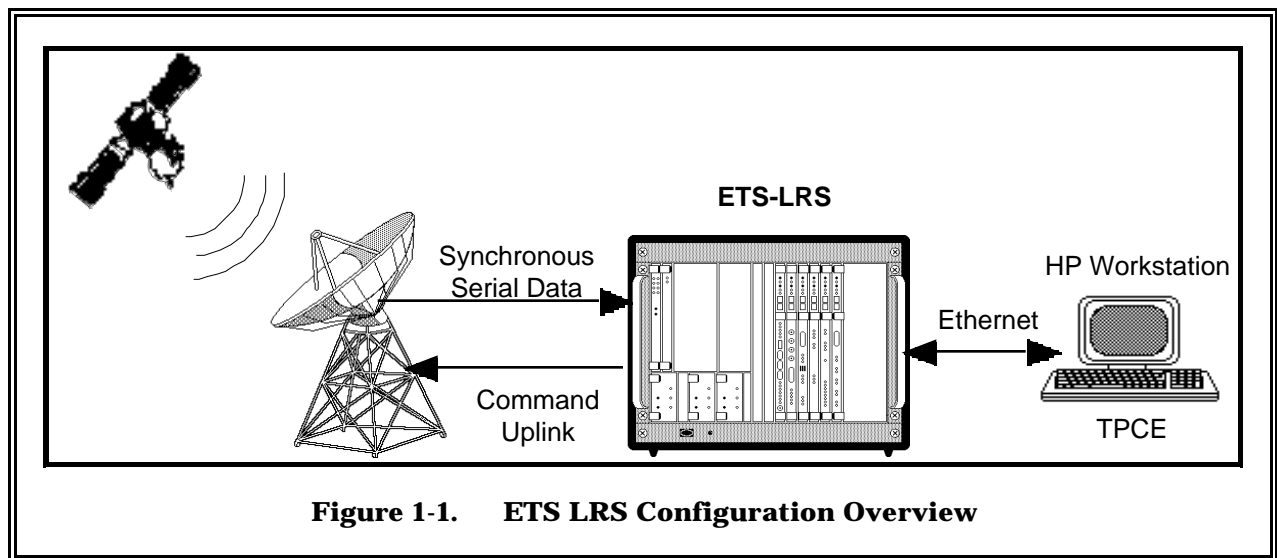 ETS-LRS
Synchronous
Serial Data
HP Workstation
Ethernet
Command
Uplink
TPCE
Figure 1-1. ETS LRS Configuration Overview